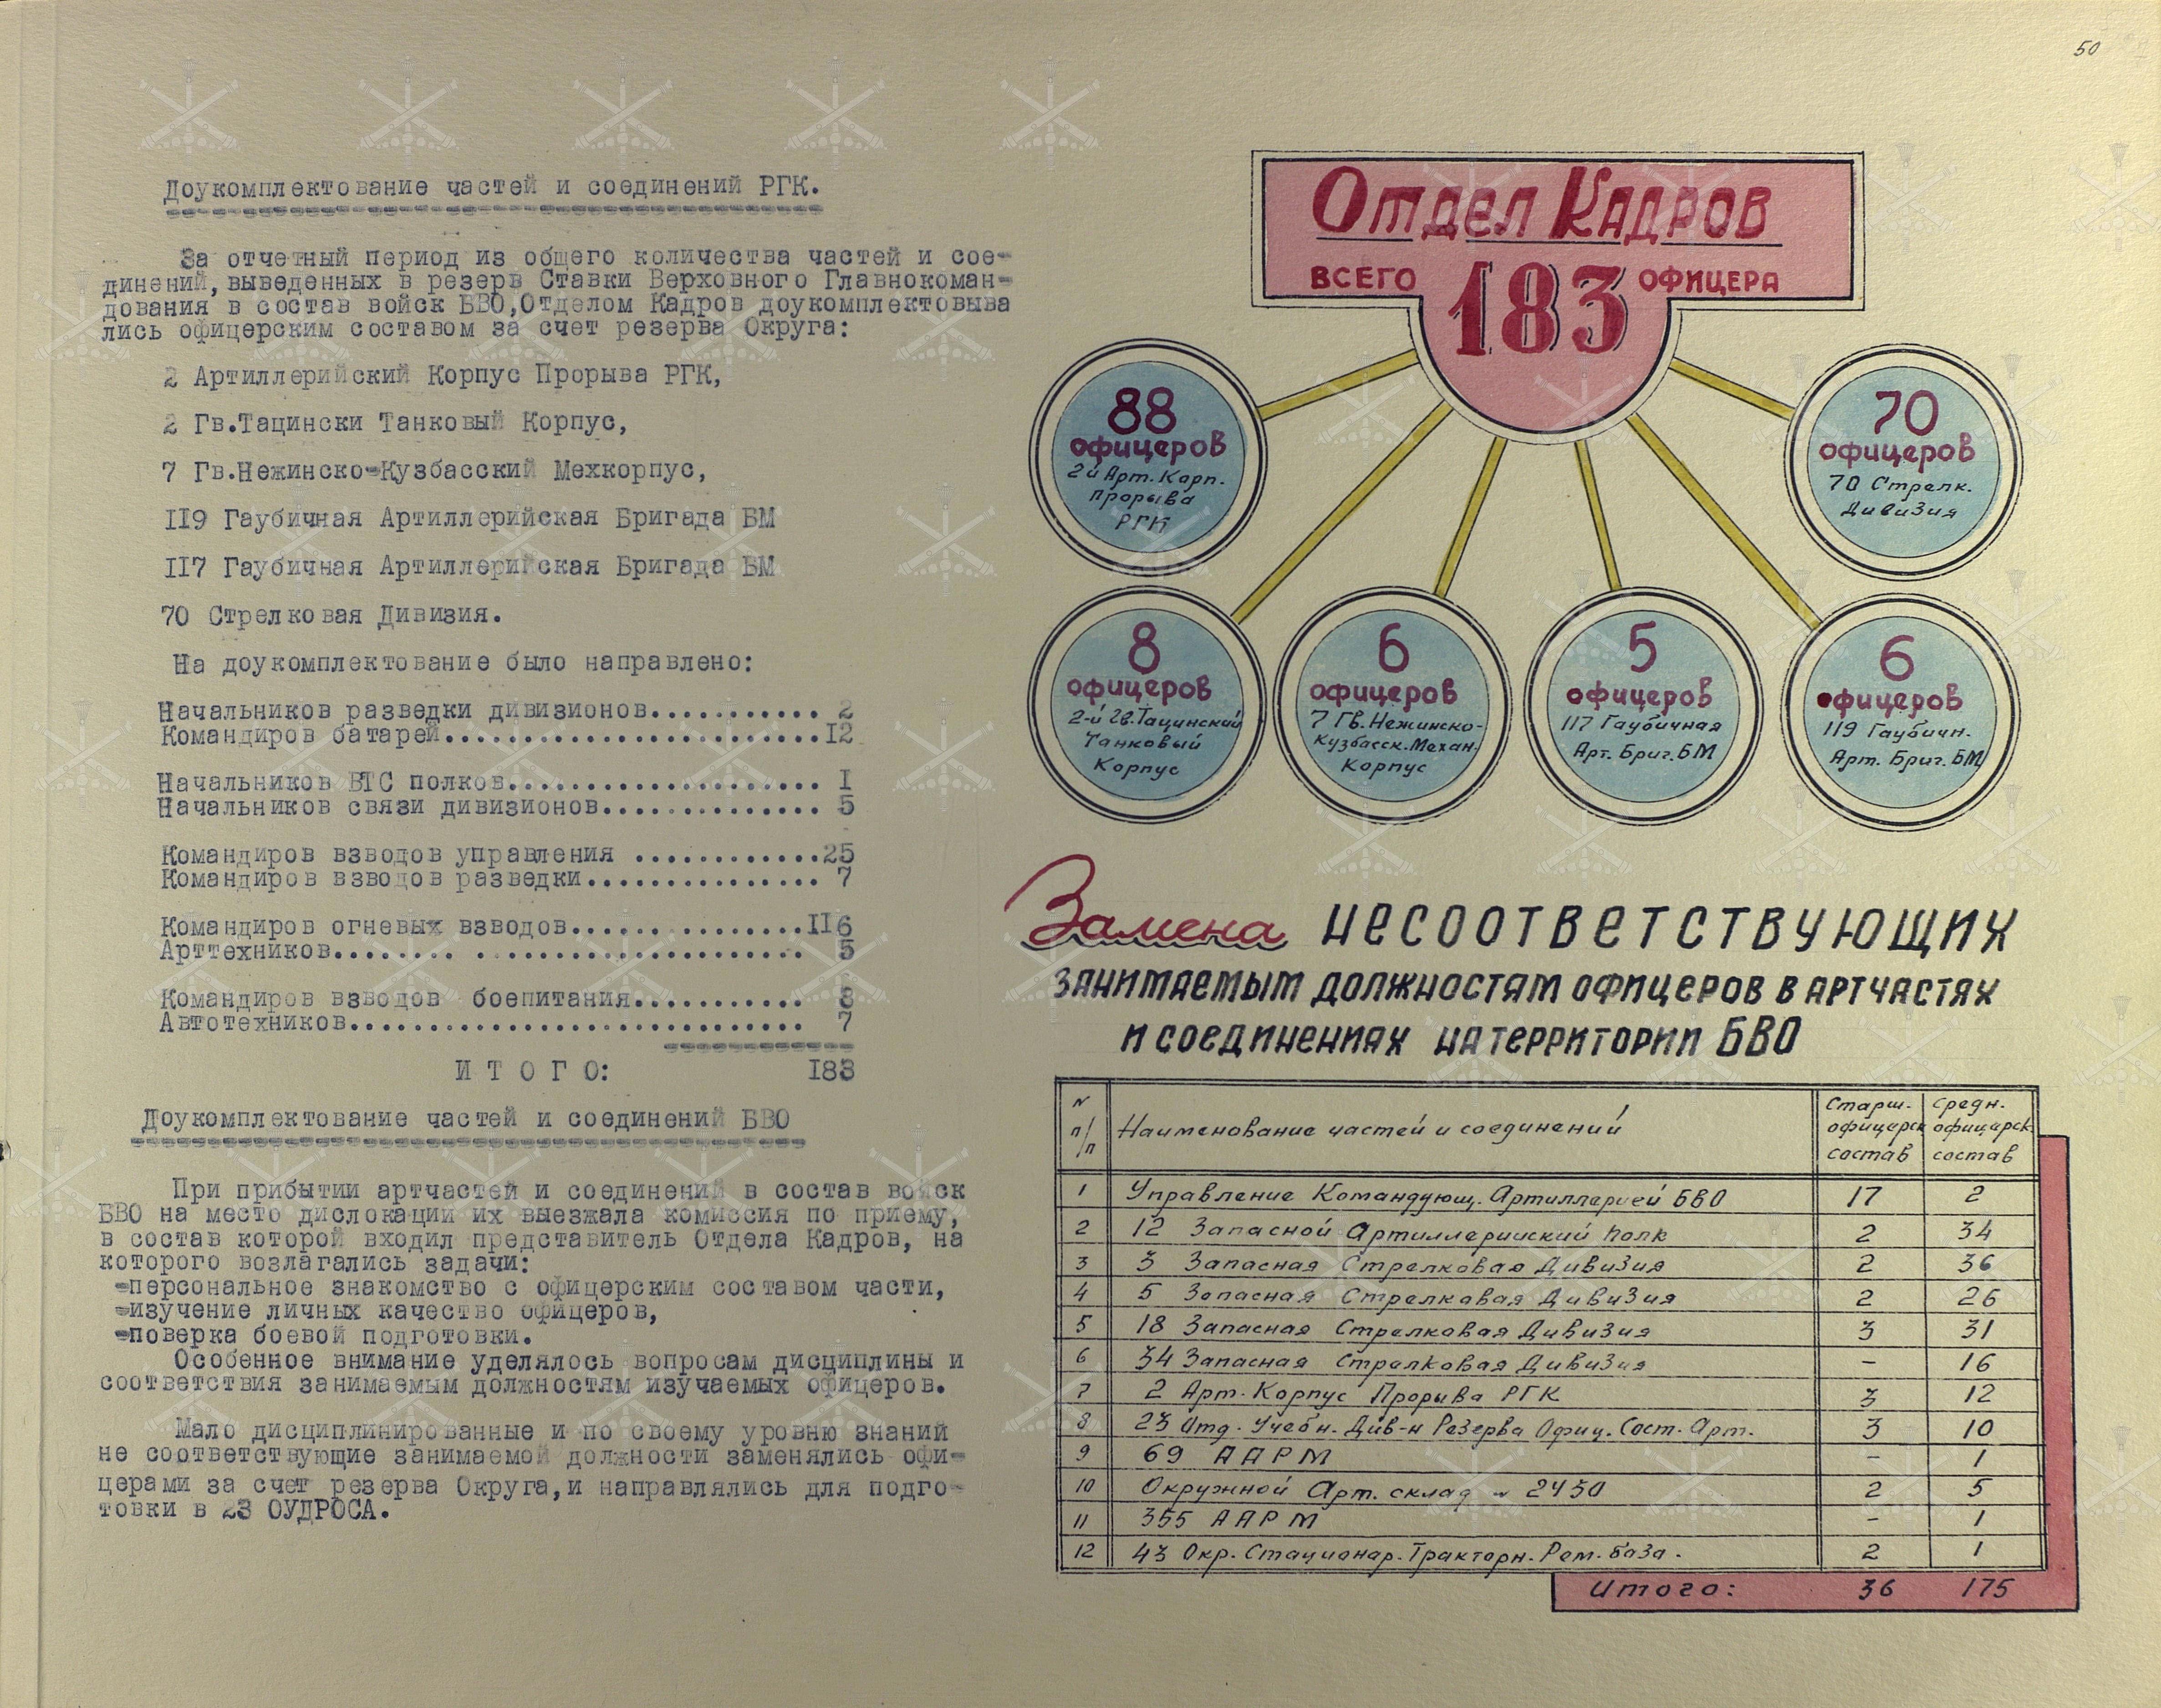 50
Доукомплектование частей и соединений РГК.
За отчетный период из общего количества частей и сое-
динений, выведенных в резерв Ставки Верховного Главнокоман-
дования в состав войск БВО, Отделом Кадров доукомплектовыва
лись офицерским составом за счет резерва Округа:
2 Артиллерийский Корпус Прорыва РГК,
2 Гв.Тацински Танковый Корпус,
7 Гв.Нежинско-Кузбасский Мехкорпус,
II9 Гаубичная Артиллерийская Бригада БМ
II7 Гаубичная Артиллерийская Бригада БМ
70 Стрелковая Дивизия.
На доукомплектование было направлено:
Начальников разведки дивизионов........... 2
Командиров батарей........................I2
Начальников ВТС полков.................... I
Начальников связи дивизионов.............. 5
Командиров взводов управления ............25
Командиров взводов разведки............... 7
Командиров огневых взводов...............II6
Арттехников........ ..................... 5
Командиров взводов боепитания........... 3
Автотехников............................. 7
И Т О Г О: I83
Доукомплектование частей и соединений БВО
При прибытии артчастей и соединений в состав войск
БВО на место дислокации их выезжала комиссия по приему,
в состав которой входил представитель Отдела Кадров, на
которого возлагались задачи:
-персональное знакомство с офицерским составом части,
-изучение личных качество офицеров,
-поверка боевой подготовки.
Особенное внимание уделялось вопросам дисциплины и
соответствия занимаемым должностям изучаемых офицеров.
Мало дисциплинированные и по своему уровню знаний
не соответствующие занимаемой должности заменялись офи-
церами за счет резерва Округа, и направлялись для подго-
товки в 23 ОУДРОСА.
Отдел Кадров
ВСЕГО 183 ОФИЦЕРА
88
офицеров
2й Арт. Карп.
прорыва
РГК
70
офицеров
70 Стрелк.
Дивизия
8
офицеров
2-й Гв.Тацинский
Танковый
Корпус
6
офицеров
7 Гв.Нежинско-
Кузбасск.Механ.
Корпус
5
офицеров
117 Гаубичная
Арт. Бриг. БМ
6
офицеров
119 Гаубичн.
Арт. Бриг. БМ
Замена несоответствующих
занимаемым должностям офицеров в артчастях
и соединениях на территории БВО
N п/п Наименование частей и соединений Старш. офицерск состав Средн. офицерск. состав
1 Управление Командующ. Артиллерией БВО 17 2
2 12 Запасной Артиллерийский полк 2 34
3 3 Запасная Стрелковая Дивизия 2 36
4 5 Запасная Стрелковая Дивизия 2 26
5 18 Запасная Стрелковая Дивизия 3 31
6 34 Запасная Стрелковая Дивизия – 16
7 2 Арт. Корпус Прорыва РГК 3 12
8 23 Отд. Учебн. Див-н Резерва Офиц. Сост. Арт. 3 10
9 69 ААРМ – 1
10 Окружной Арт. склад ~ 2450 2 5
11 355 ААРМ – 1
12 43 Окр. Стационар. Тракторн. Рем. база. 2 1
Итого: 36 175